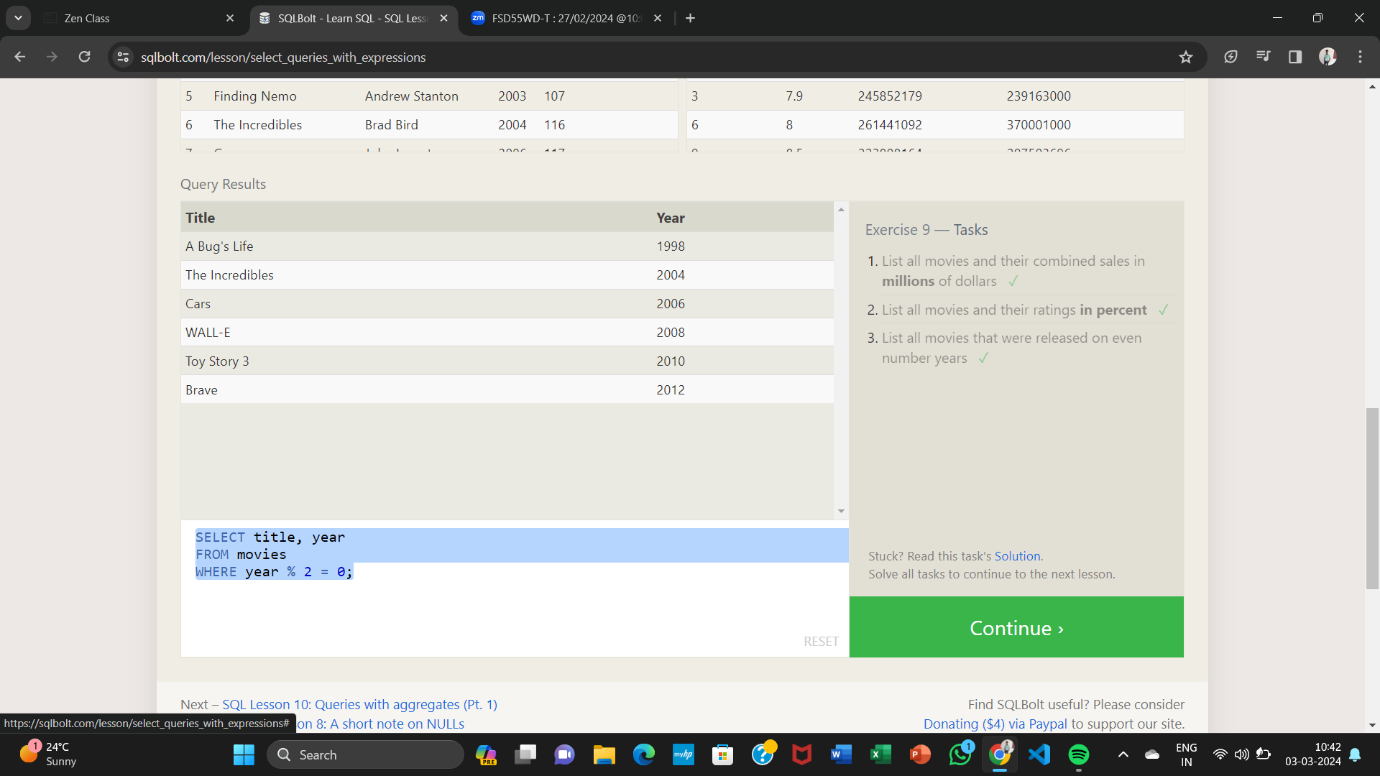 Zen Class
SQLBolt - Learn SQL - SQL Less
zm FSD55WD-T : 27/02/2024 @10:
sqlbolt.com/lesson/select_queries_with_expressions
5 Finding Nemo Andrew Stanton 2003 107 3 7.9 245852179 239163000
6 The Incredibles Brad Bird 2004 116 6 8 261441092 370001000
Query Results
Title Year
A Bug's Life 1998
The Incredibles 2004
Cars 2006
WALL-E 2008
Toy Story 3 2010
Brave 2012
Exercise 9 — Tasks
1. List all movies and their combined sales in
millions of dollars ✓
2. List all movies and their ratings in percent ✓
3. List all movies that were released on even
number years ✓
SELECT title, year
FROM movies
WHERE year % 2 = 0;
RESET
Stuck? Read this task's Solution.
Solve all tasks to continue to the next lesson.
Continue ›
Next – SQL Lesson 10: Queries with aggregates (Pt. 1)
on 8: A short note on NULLs
Find SQLBolt useful? Please consider
Donating ($4) via Paypal to support our site.
https://sqlbolt.com/lesson/select_queries_with_expressions#
1 24°C
Sunny
Search
PRE
myhp
1
ENG
IN
10:42
03-03-2024